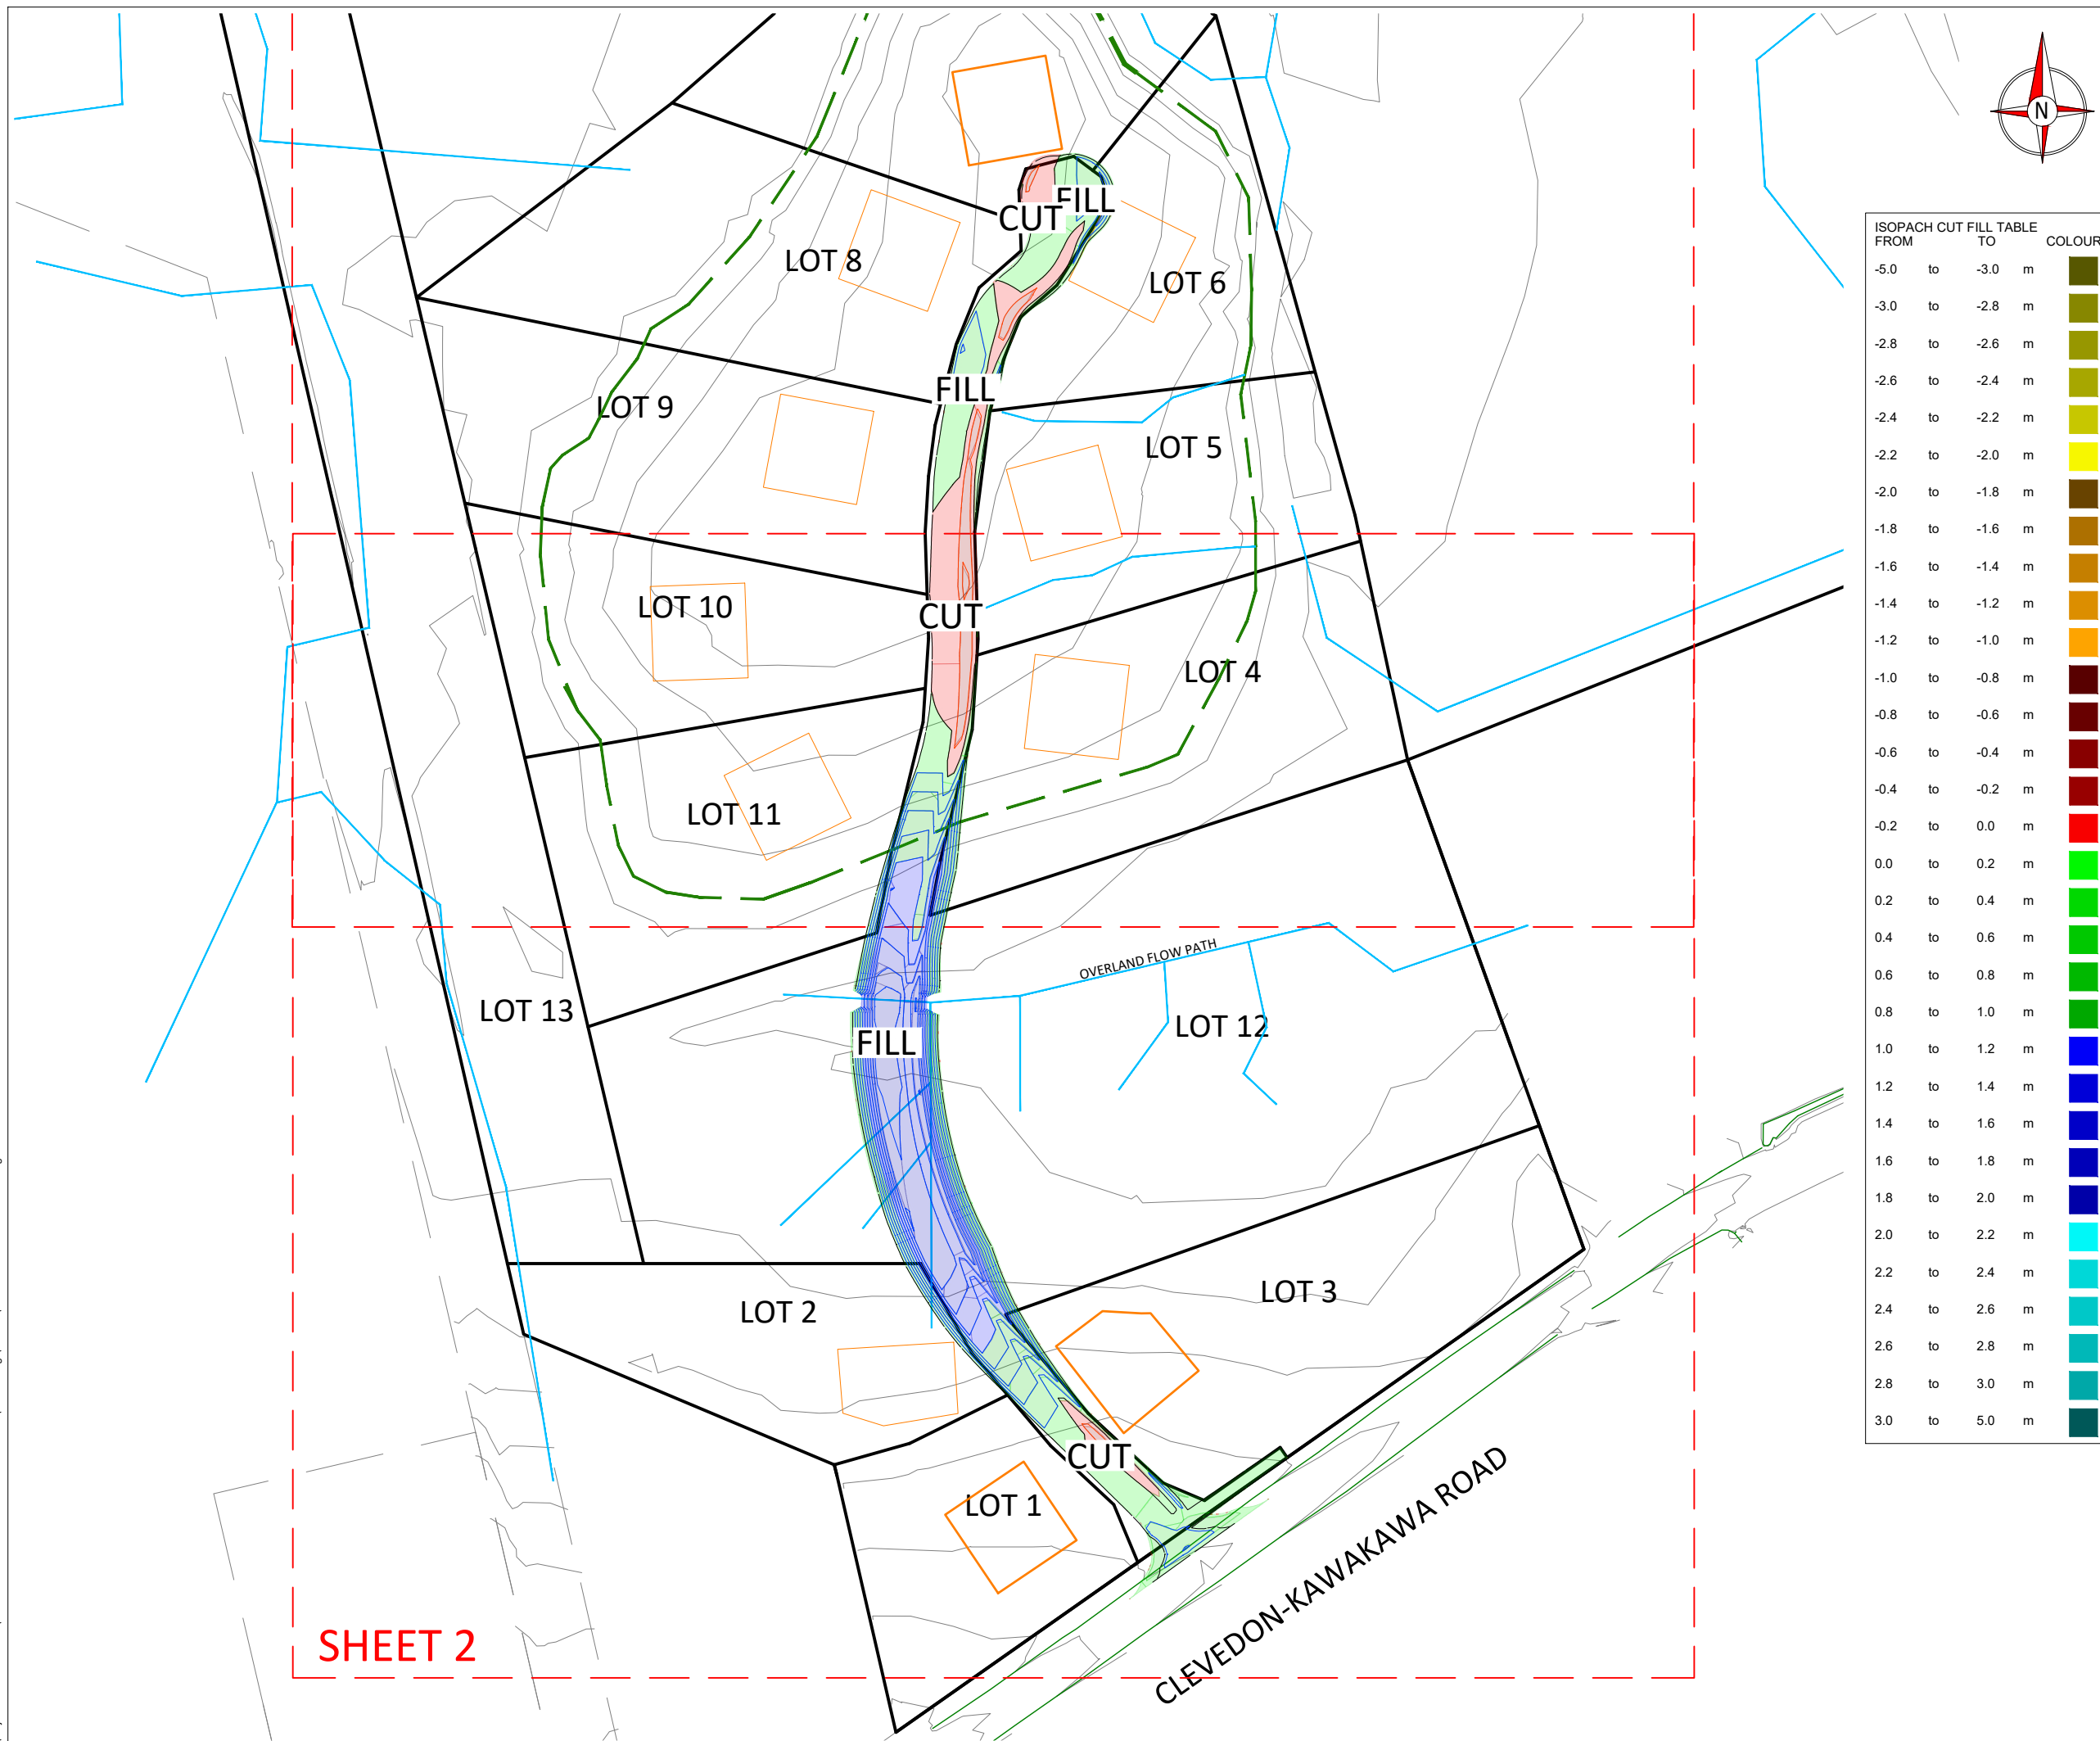 N
ISOPACH CUT FILL TABLE
FROM TO COLOUR
-5.0 to -3.0 m
-3.0 to -2.8 m
-2.8 to -2.6 m
-2.6 to -2.4 m
-2.4 to -2.2 m
-2.2 to -2.0 m
-2.0 to -1.8 m
-1.8 to -1.6 m
-1.6 to -1.4 m
-1.4 to -1.2 m
-1.2 to -1.0 m
-1.0 to -0.8 m
-0.8 to -0.6 m
-0.6 to -0.4 m
-0.4 to -0.2 m
-0.2 to 0.0 m
0.0 to 0.2 m
0.2 to 0.4 m
0.4 to 0.6 m
0.6 to 0.8 m
0.8 to 1.0 m
1.0 to 1.2 m
1.2 to 1.4 m
1.4 to 1.6 m
1.6 to 1.8 m
1.8 to 2.0 m
2.0 to 2.2 m
2.2 to 2.4 m
2.4 to 2.6 m
2.6 to 2.8 m
2.8 to 3.0 m
3.0 to 5.0 m
FILL
CUT
LOT 8
LOT 6
FILL
LOT 9
LOT 5
LOT 10
CUT
LOT 4
LOT 11
OVERLAND FLOW PATH
LOT 13
LOT 12
FILL
LOT 3
LOT 2
CUT
LOT 1
CLEVEDON-KAWAKAWA ROAD
SHEET 2